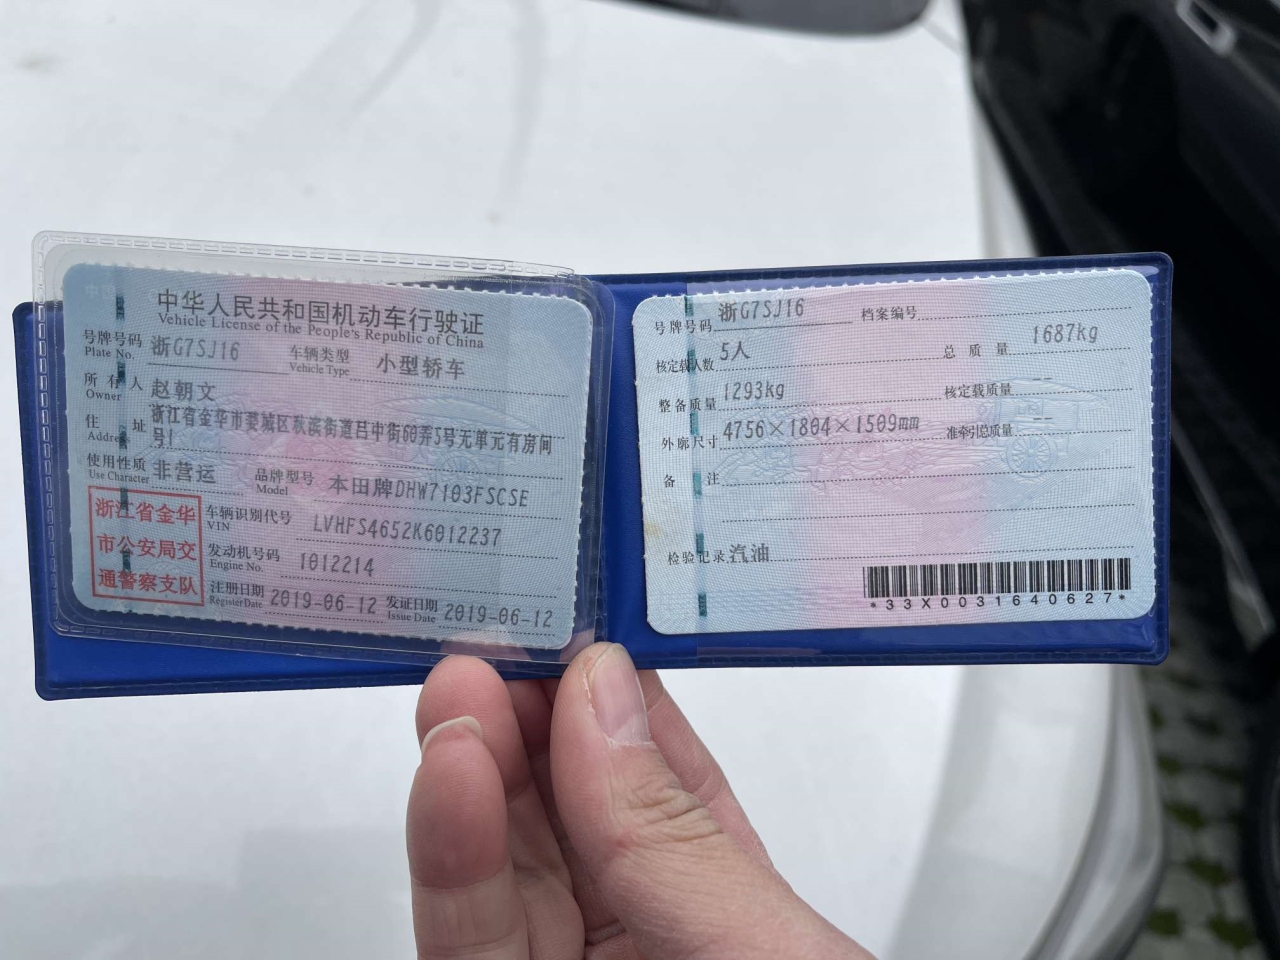 中华人民共和国机动车行驶证
Vehicle License of the People's Republic of China
号牌号码 浙G7SJ16 车辆类型 小型轿车
Plate No. Vehicle Type
所有人 赵朝文
Owner
住址 浙江省金华市婺城区秋滨街道吕中街60弄5号无单元有房间
Address 号1
使用性质 非营运 品牌型号 本田牌DHW7103FSCSE
Use Character Model
浙江省金华
市公安局交
通警察支队
车辆识别代号 LVHFS4652K6012237
VIN
发动机号码 1012214
Engine No.
注册日期 2019-06-12 发证日期 2019-06-12
Register Date Issue Date
号牌号码 浙G7SJ16 档案编号
核定载人数 5人 总质量 1687kg
整备质量 1293kg 核定载质量 --
外廓尺寸 4756×1804×1509mm 准牵引总质量 --
备注
检验记录 汽油
*33X0031640627*